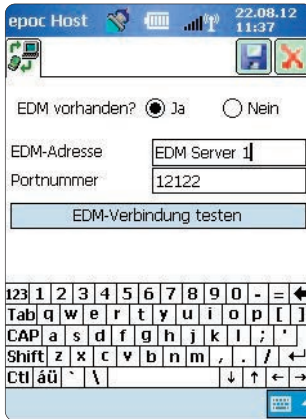 epoc Host 22.08.12
11:37
EDM vorhanden? Ja Nein
EDM-Adresse EDM Server 1
Portnummer 12122
EDM-Verbindung testen
123 1 2 3 4 5 6 7 8 9 0 - =
Tab q w e r t y u i o p [ ]
CAP a s d f g h j k l ; '
Shift z x c v b n m , . /
Ctl áü ` \